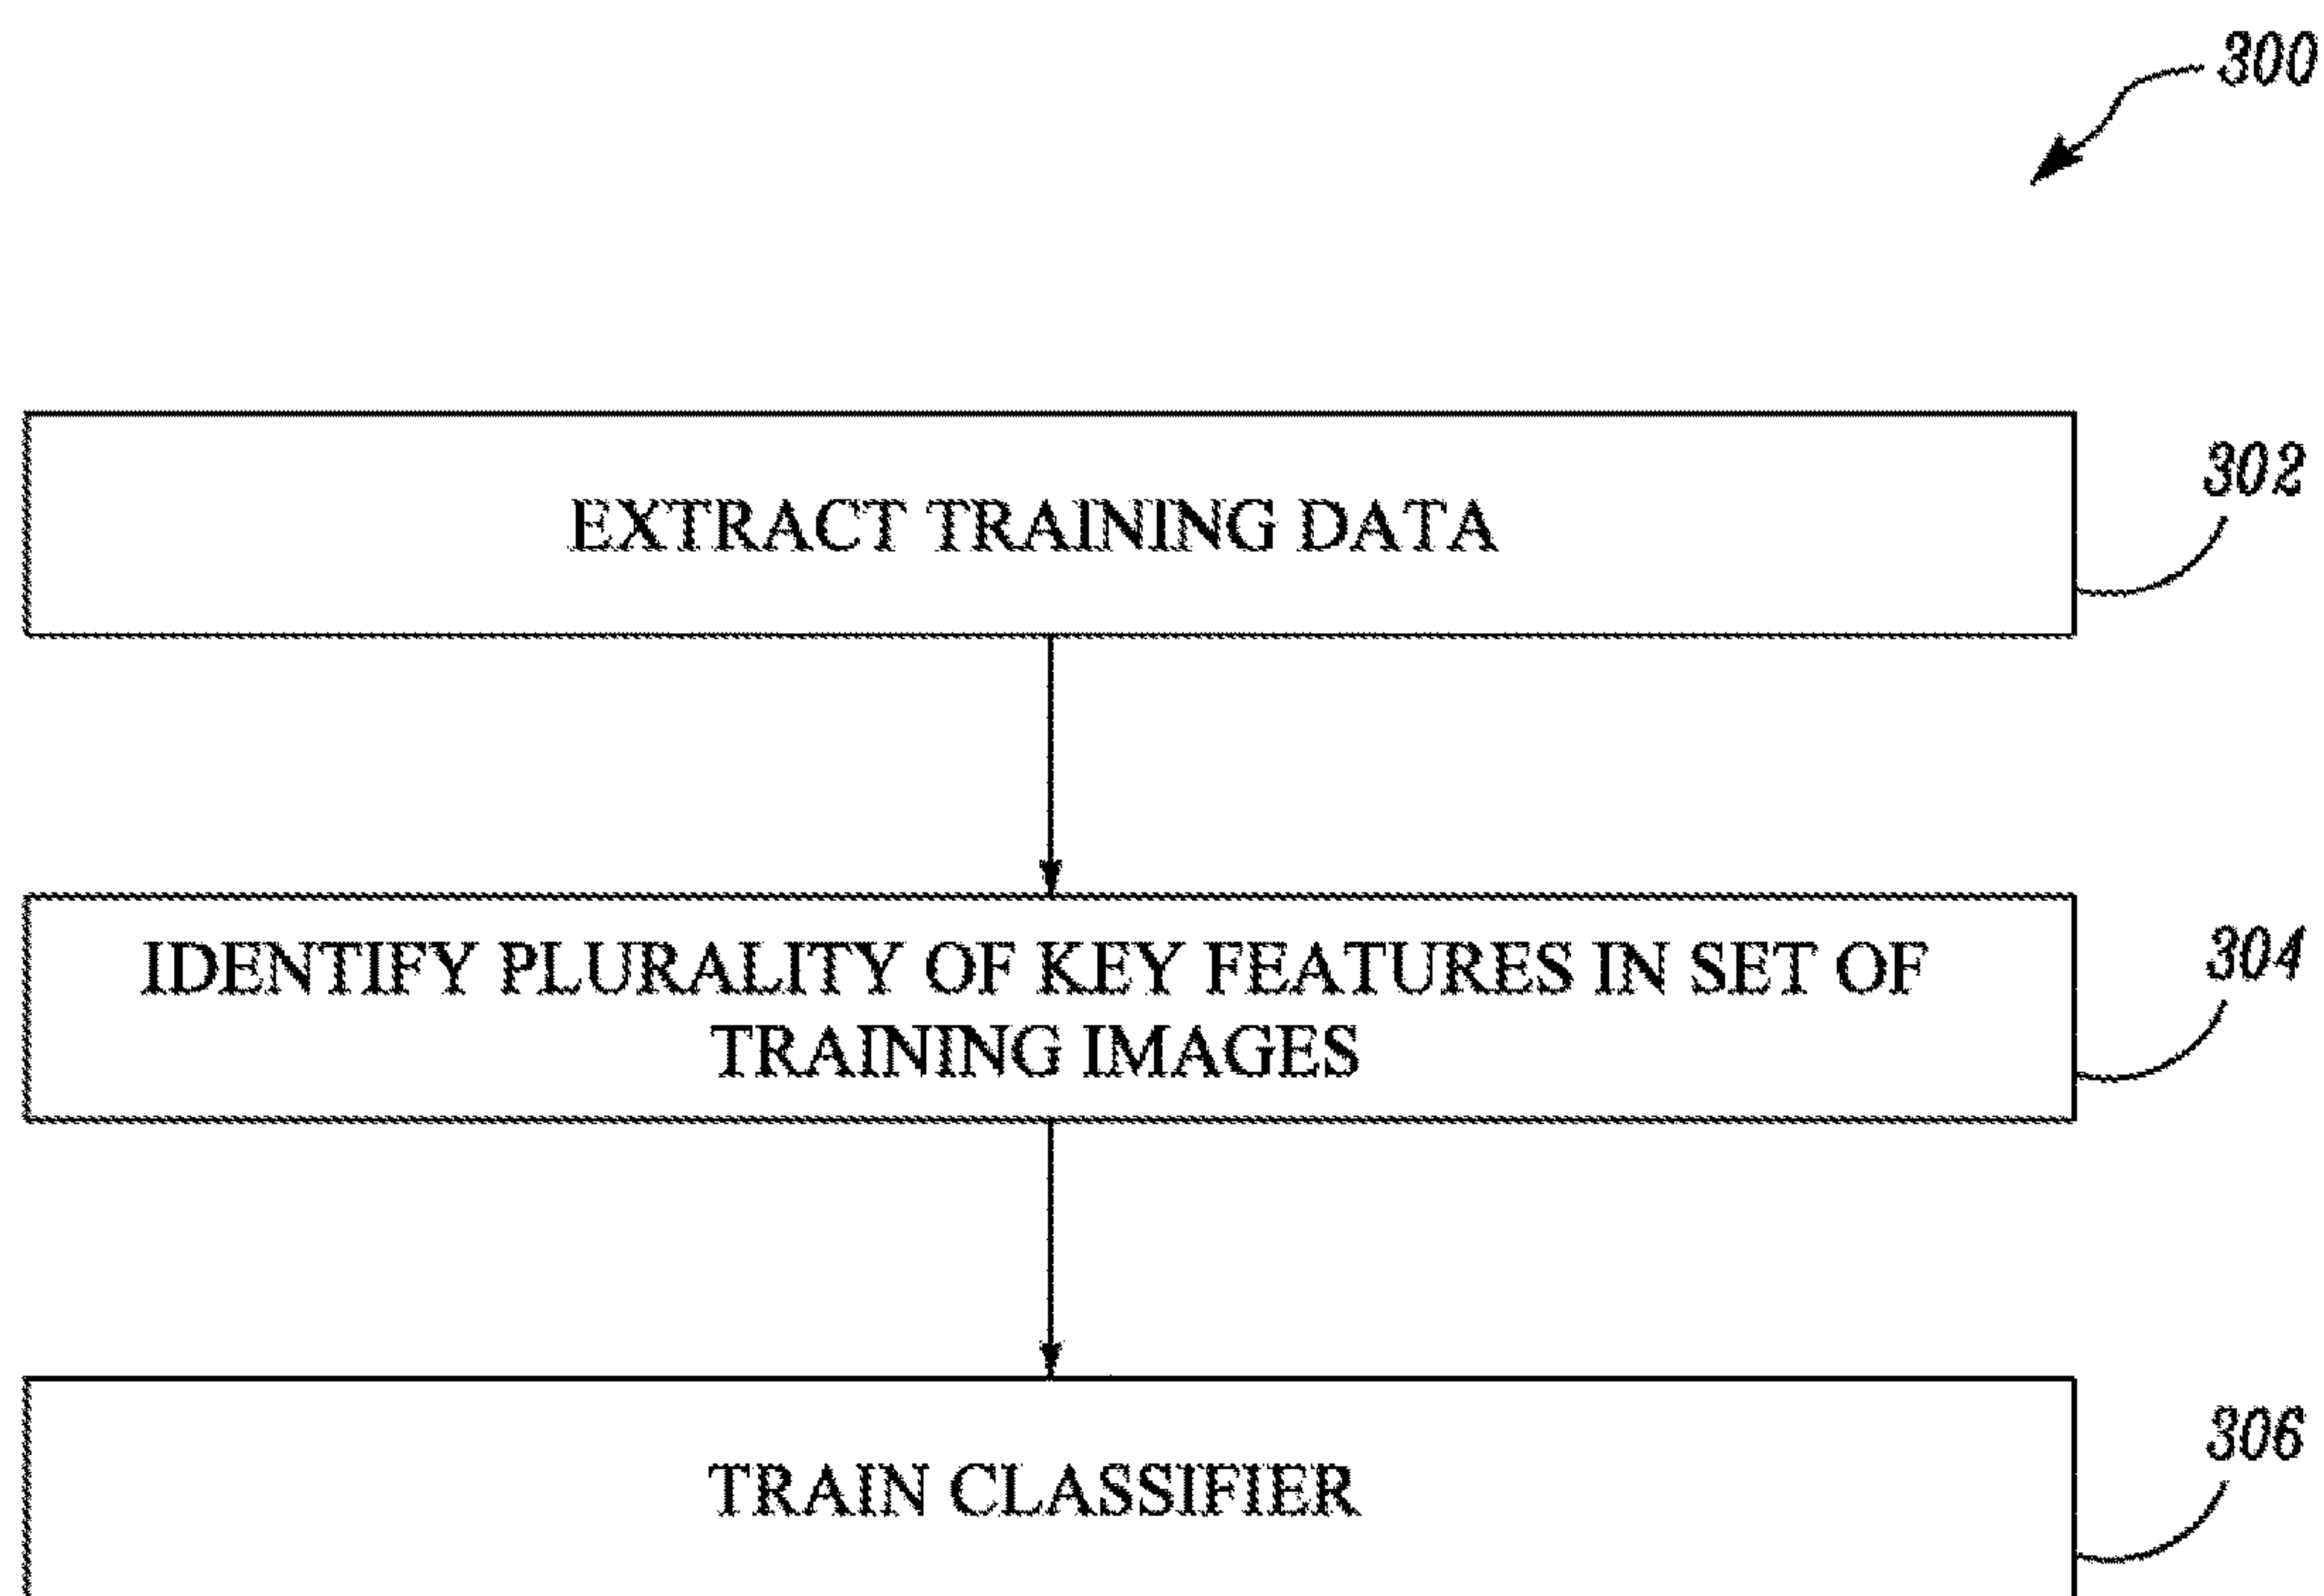 300
EXTRACT TRAINING DATA
302
IDENTIFY PLURALITY OF KEY FEATURES IN SET OF
TRAINING IMAGES
304
TRAIN CLASSIFIER
306